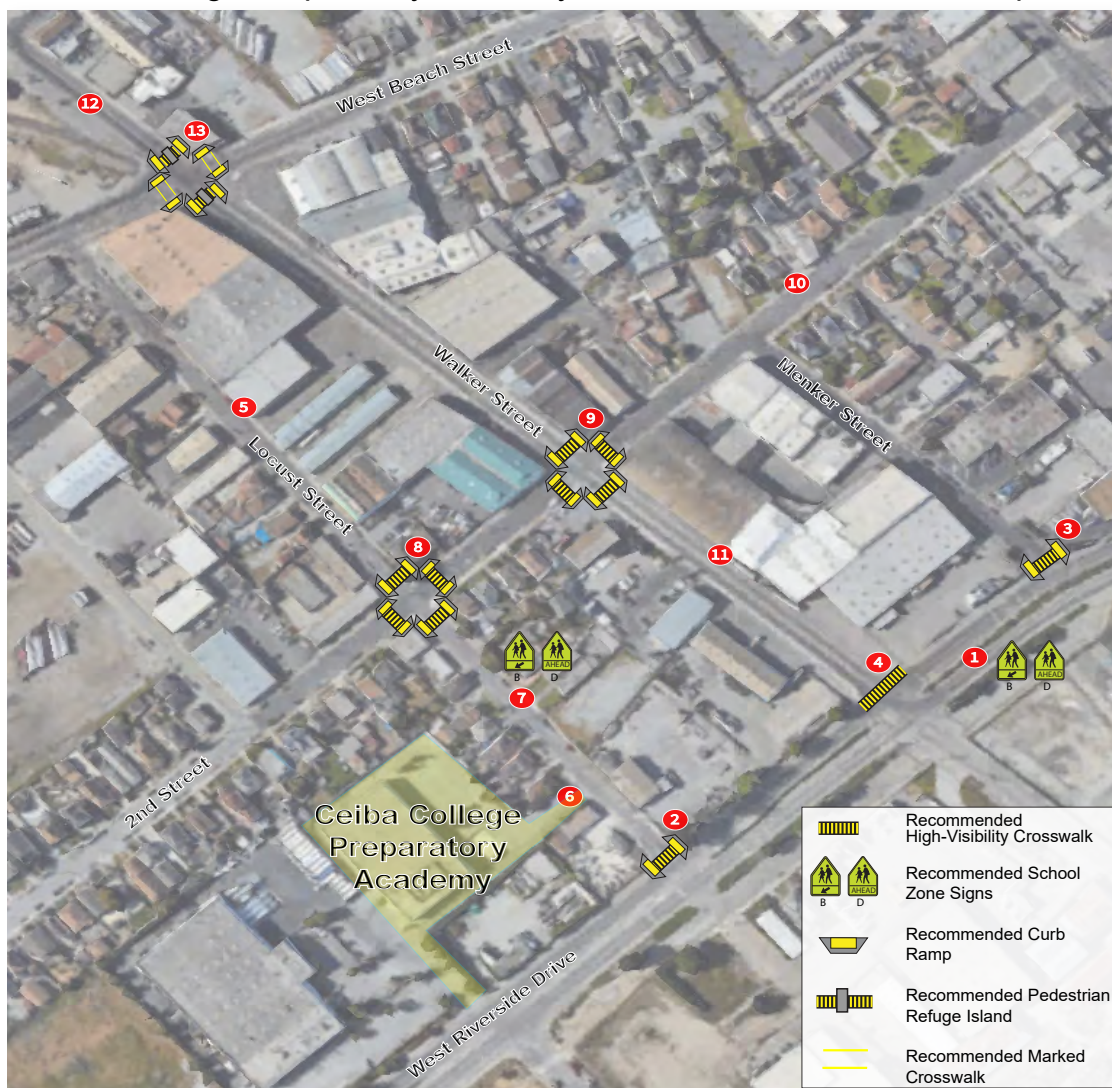 12
13
West Beach Street
10
Walker Street
Menker Street
5
9
Locust Street
3
11
8
4
1
B
D
AHEAD
B
D
AHEAD
7
2nd Street
6
2
Ceiba College
Preparatory
Academy
West Riverside Drive
Recommended
High-Visibility Crosswalk
AHEAD
B
D
Recommended School
Zone Signs
Recommended Curb
Ramp
Recommended Pedestrian
Refuge Island
Recommended Marked
Crosswalk